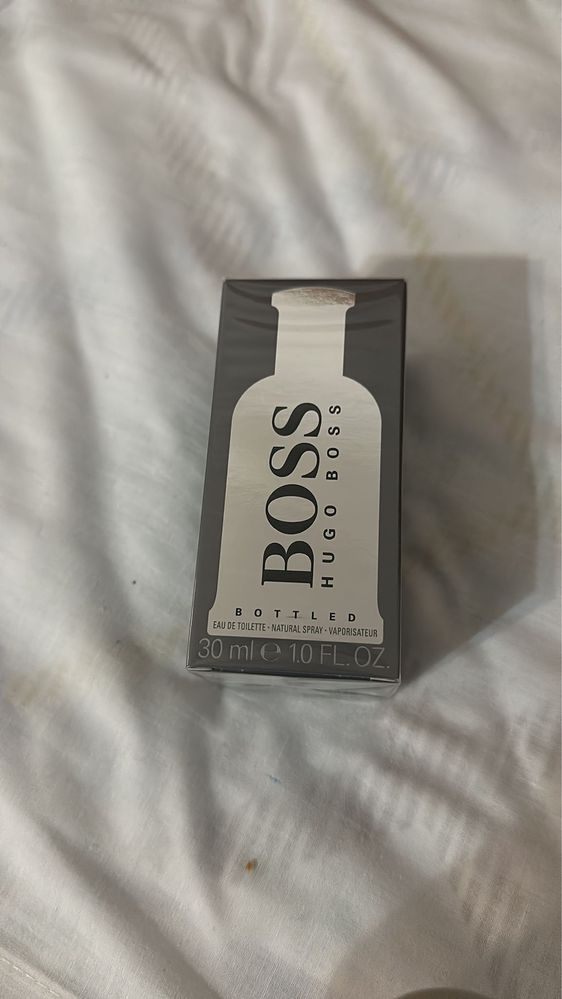 BOSS
HUGO BOSS
BOTTLED
EAU DE TOILETTE • NATURAL SPRAY • VAPORISATEUR
30 ml ℮ 1.0 FL. OZ.